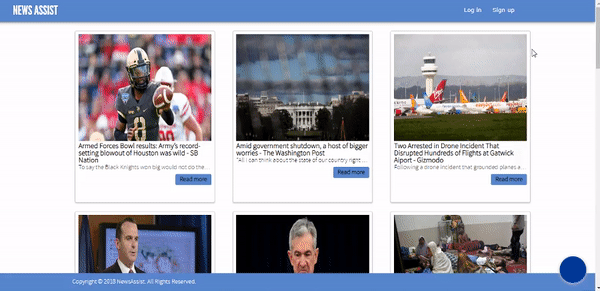 NEWS ASSIST
Log in Sign up
Armed Forces Bowl results: Army's record-
setting blowout of Houston was wild - SB
Nation
To say the Black Knights won big would not do the ...
Read more
Amid government shutdown, a host of bigger
worries - The Washington Post
"All I can think about the state of our country right ...
Read more
Two Arrested in Drone Incident That
Disrupted Hundreds of Flights at Gatwick
Aiport - Gizmodo
Following a drone incident that grounded planes a ...
Read more
Copyright © 2018 NewsAssist. All Rights Reserved.